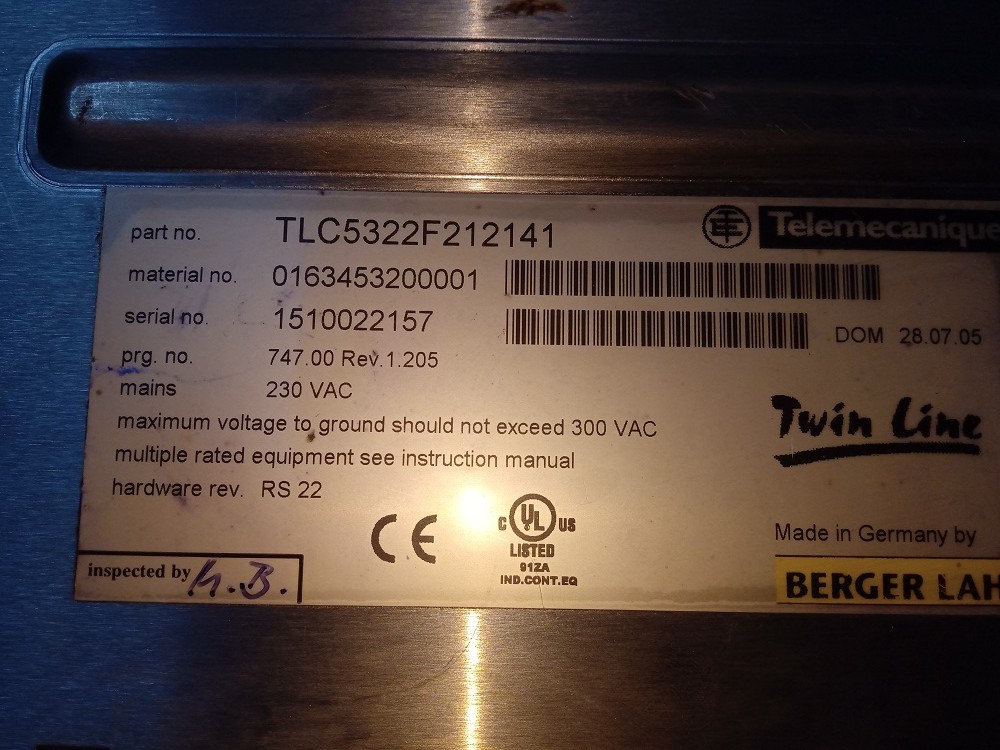 part no. TLC5322F212141 Telemecanique
material no. 0163453200001
serial no. 1510022157 DOM 28.07.05
prg. no. 747.00 Rev.1.205
mains 230 VAC
Twin Line
maximum voltage to ground should not exceed 300 VAC
multiple rated equipment see instruction manual
hardware rev. RS 22
CE C UL US
LISTED
91ZA
IND.CONT.EQ
Made in Germany by
BERGER LAH
inspected by K.B.